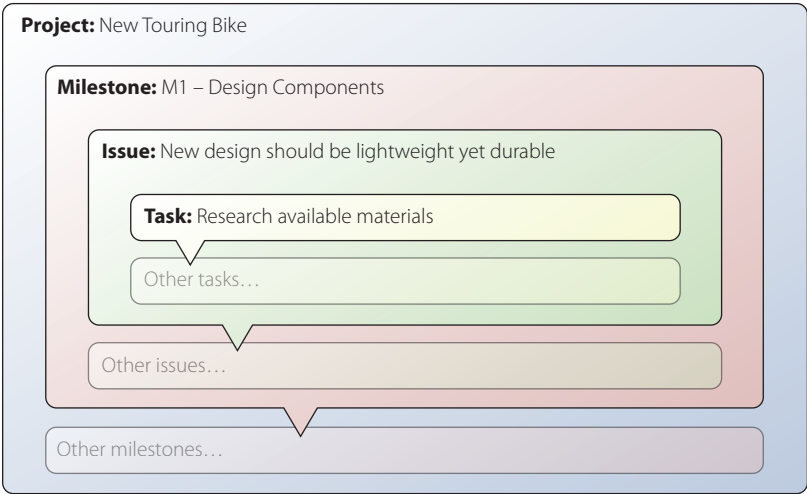 Project: New Touring Bike
Milestone: M1 – Design Components
Issue: New design should be lightweight yet durable
Task: Research available materials
Other tasks…
Other issues…
Other milestones…